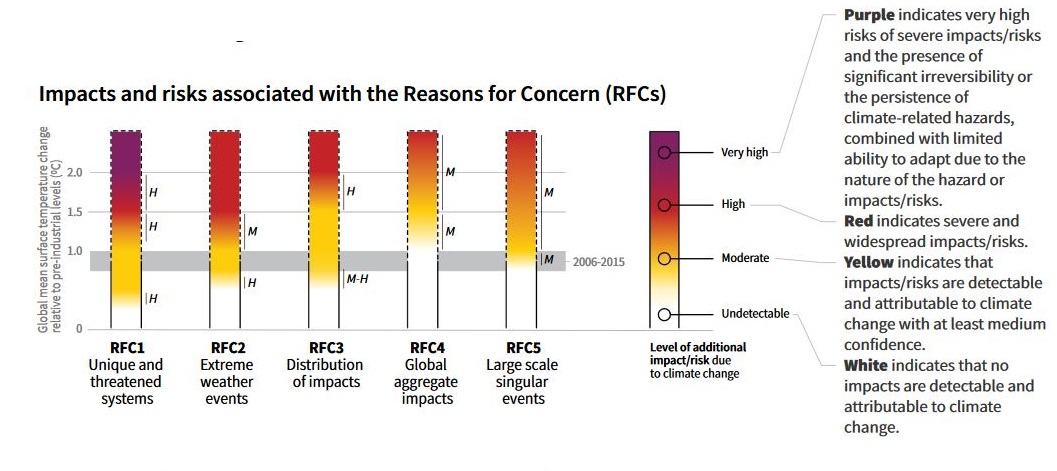 Impacts and risks associated with the Reasons for Concern (RFCs)
Global mean surface temperature change
relative to pre-industrial levels (⁰C)
2.0
1.5
1.0
0
H
H
H
M
H
H
M-H
M
M
M
M
2006-2015
RFC1
Unique and
threatened
systems
RFC2
Extreme
weather
events
RFC3
Distribution
of impacts
RFC4
Global
aggregate
impacts
RFC5
Large scale
singular
events
Very high
High
Moderate
Undetectable
Level of additional
impact/risk due
to climate change
Purple indicates very high
risks of severe impacts/risks
and the presence of
significant irreversibility or
the persistence of
climate-related hazards,
combined with limited
ability to adapt due to the
nature of the hazard or
impacts/risks.
Red indicates severe and
widespread impacts/risks.
Yellow indicates that
impacts/risks are detectable
and attributable to climate
change with at least medium
confidence.
White indicates that no
impacts are detectable and
attributable to climate
change.